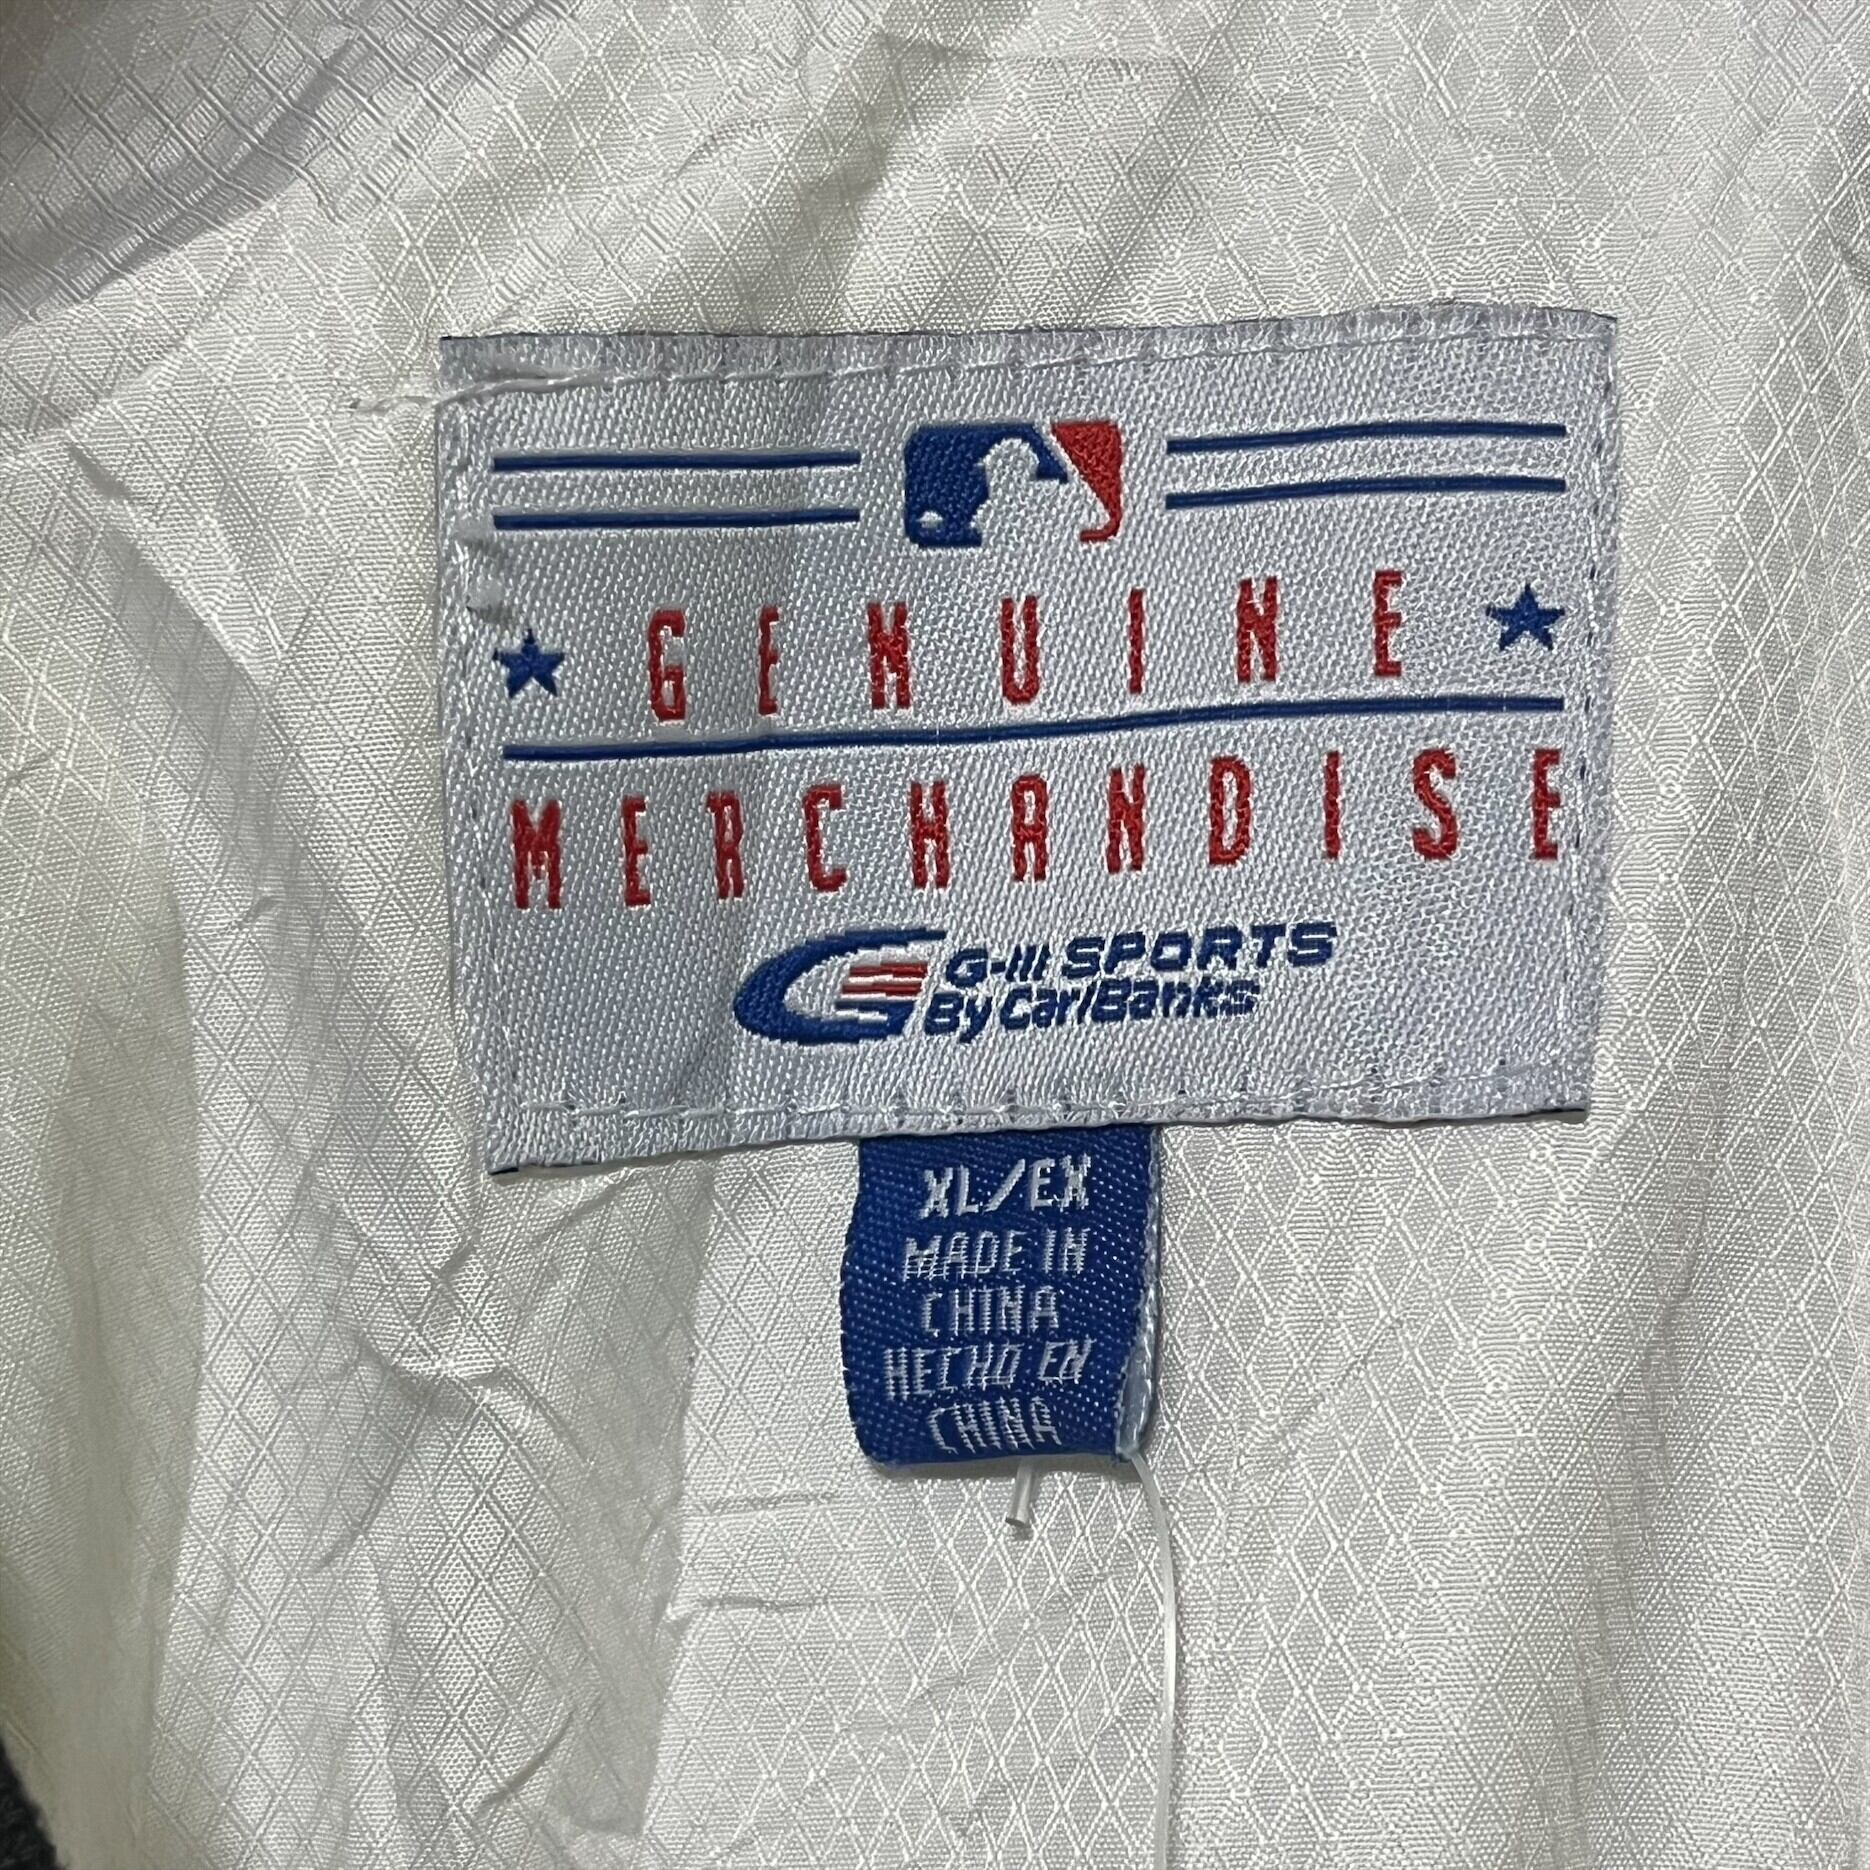 GENUINE
MERCHANDISE
G-III SPORTS
By Carl Banks
XL/EX
MADE IN
CHINA
HECHO EN
CHINA